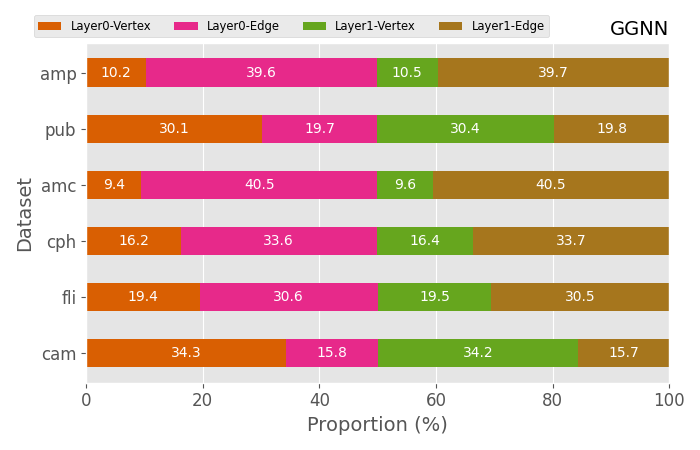 Layer0-Vertex Layer0-Edge Layer1-Vertex Layer1-Edge GGNN
amp 10.2 39.6 10.5 39.7
pub 30.1 19.7 30.4 19.8
amc 9.4 40.5 9.6 40.5
cph 16.2 33.6 16.4 33.7
fli 19.4 30.6 19.5 30.5
cam 34.3 15.8 34.2 15.7
Dataset
0 20 40 60 80 100
Proportion (%)